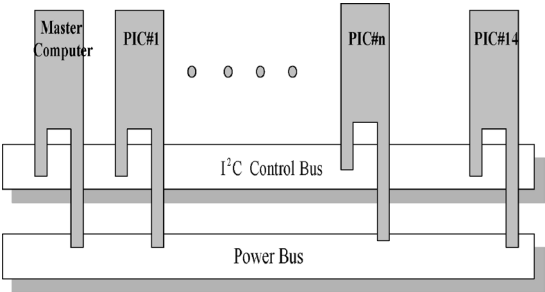 Master
Computer
PIC#1
PIC#n
PIC#14
I²C Control Bus
Power Bus